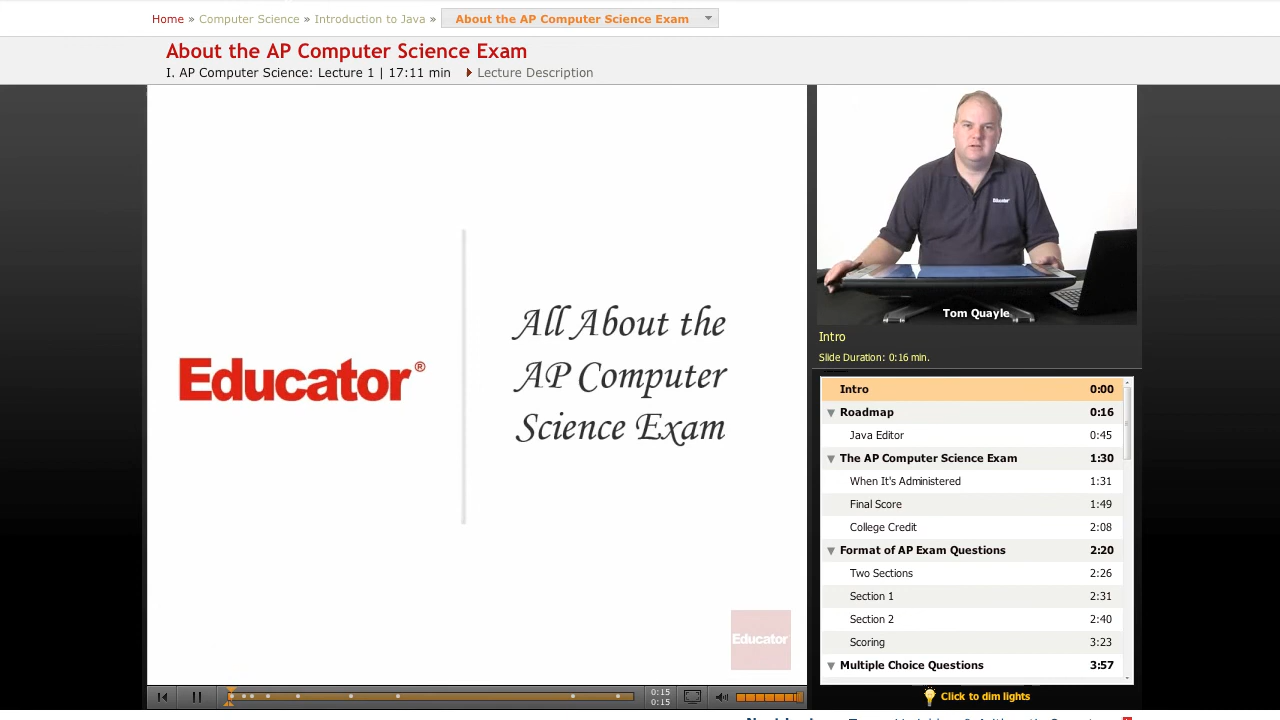 Home » Computer Science » Introduction to Java » About the AP Computer Science Exam
About the AP Computer Science Exam
I. AP Computer Science: Lecture 1 | 17:11 min Lecture Description
Educator®
All About the
AP Computer
Science Exam
Educator
0:15
0:15
Educator
Tom Quayle
Intro
Slide Duration: 0:16 min.
Intro 0:00
Roadmap 0:16
Java Editor 0:45
The AP Computer Science Exam 1:30
When It's Administered 1:31
Final Score 1:49
College Credit 2:08
Format of AP Exam Questions 2:20
Two Sections 2:26
Section 1 2:31
Section 2 2:40
Scoring 3:23
Multiple Choice Questions 3:57
Click to dim lights